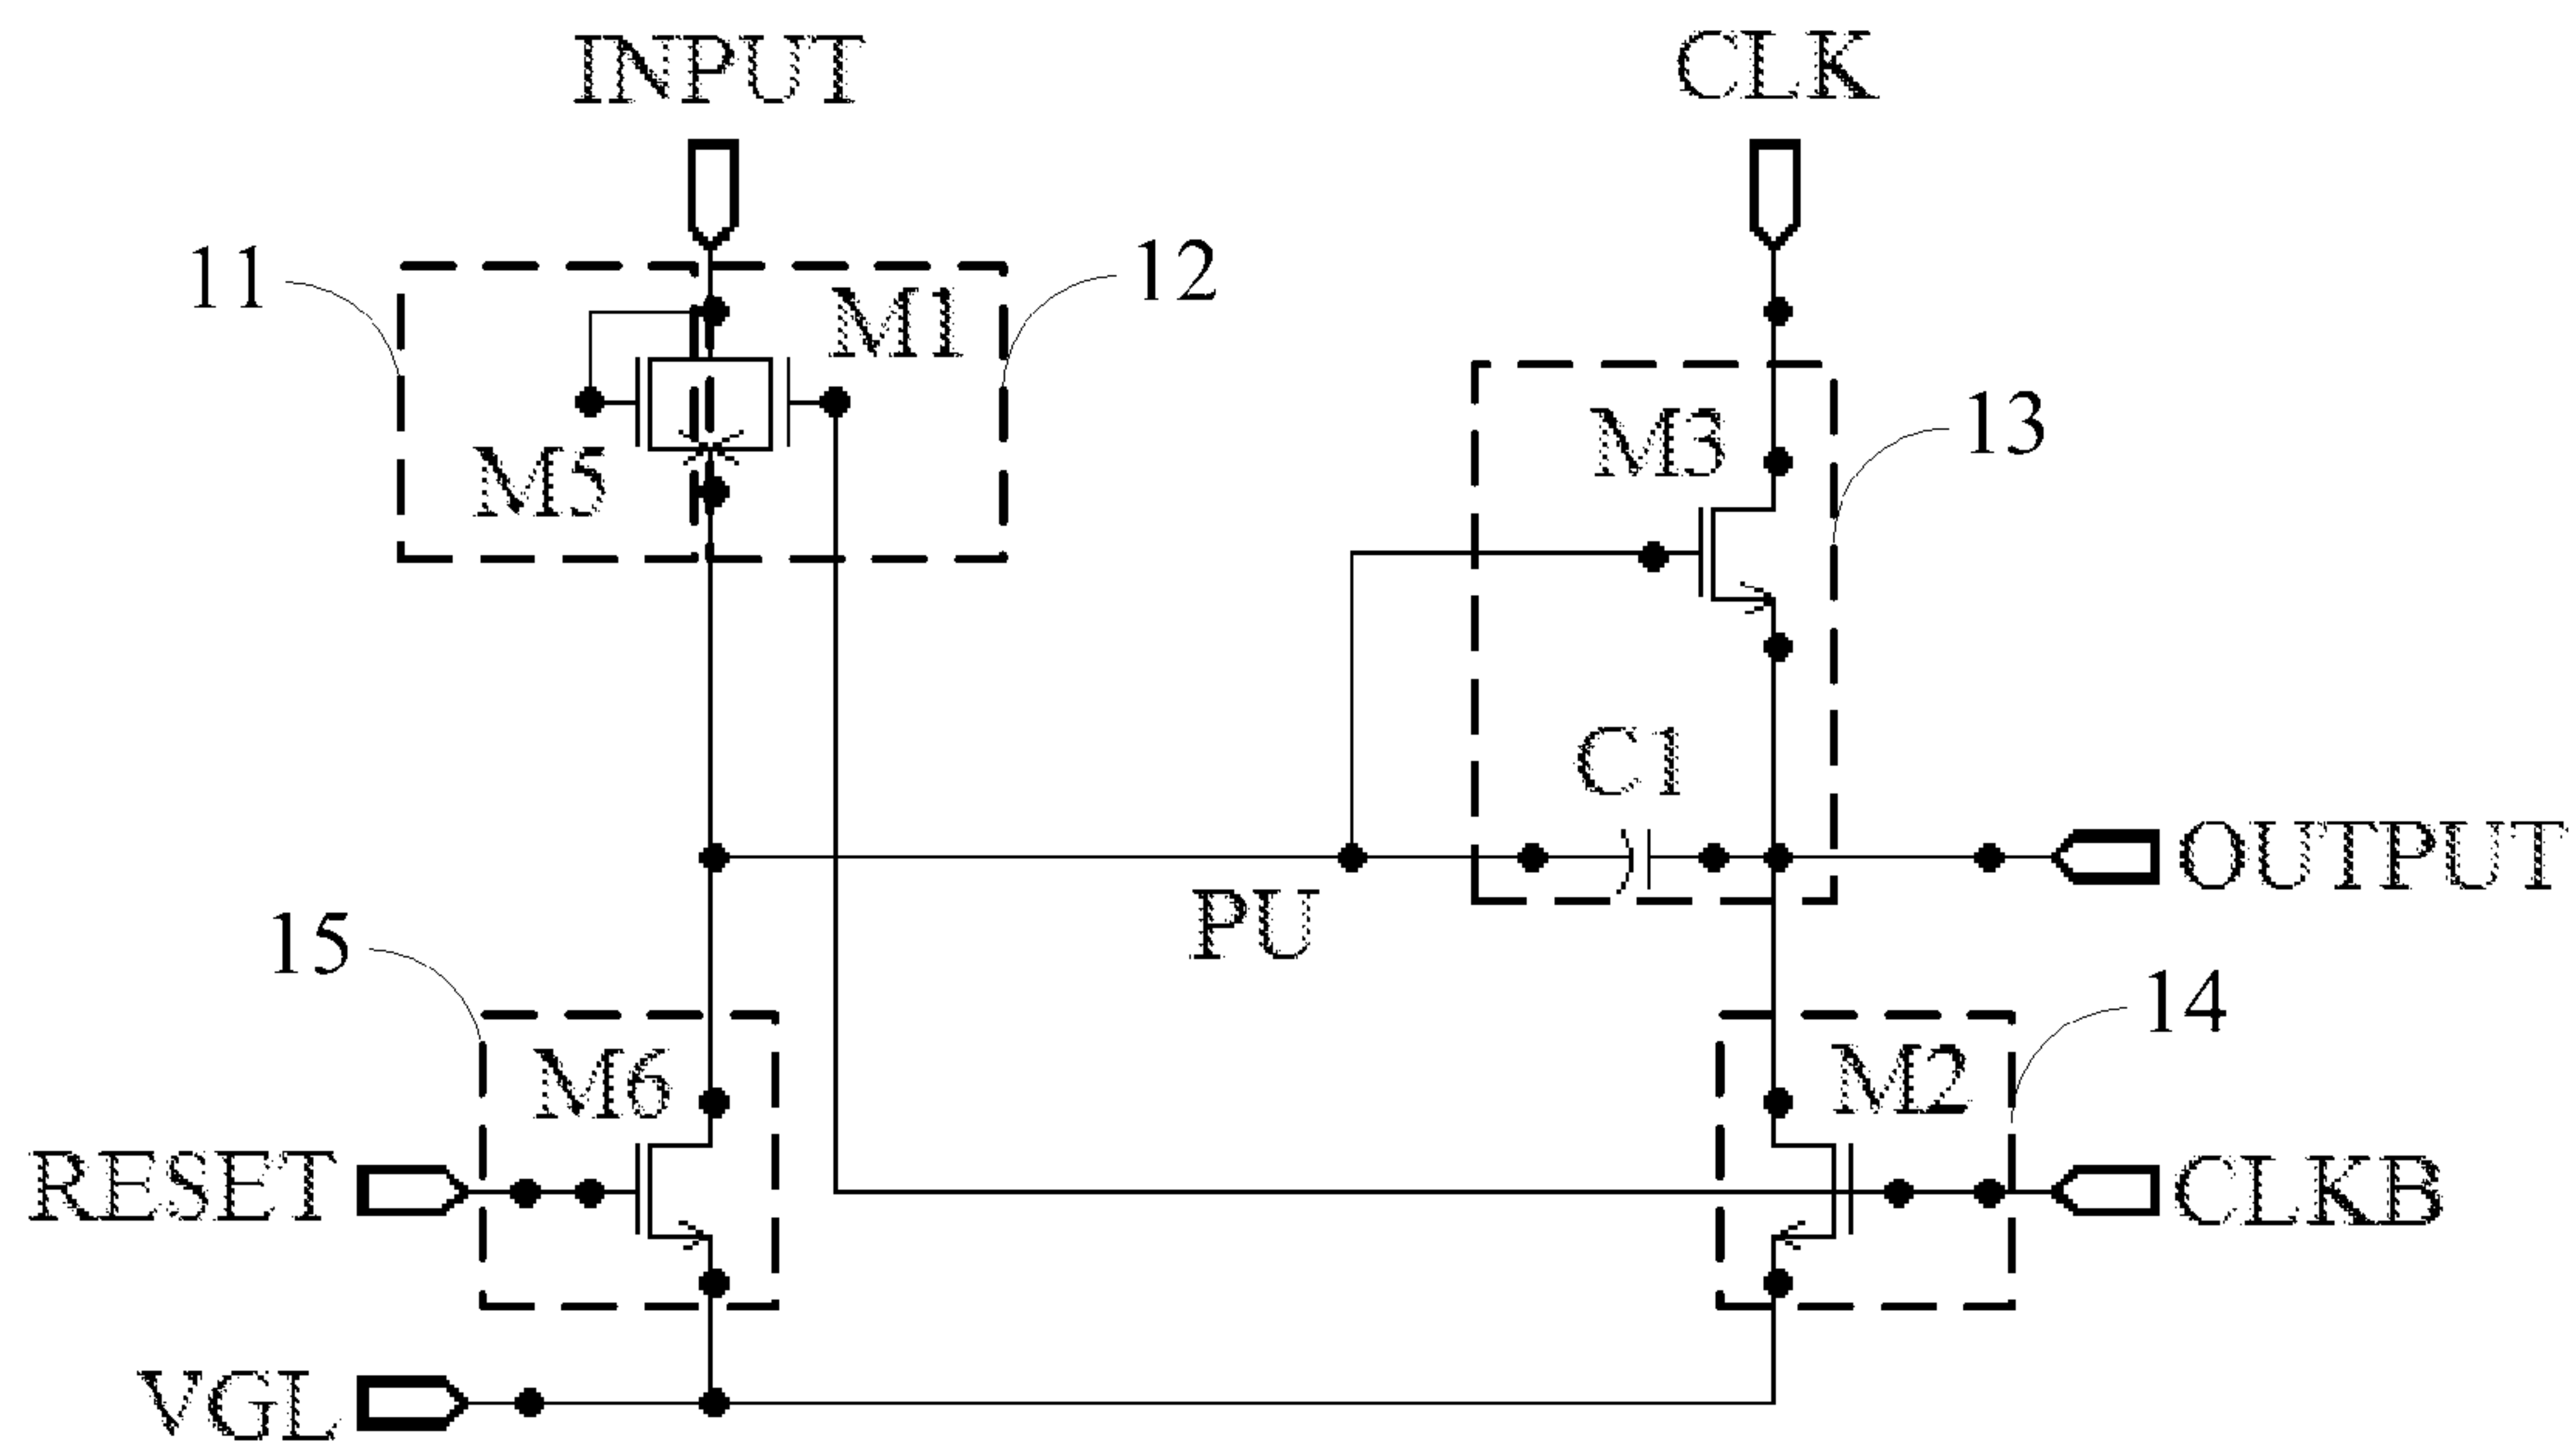 INPUT
CLK
11
12
M1
M5
M3
13
C1
OUTPUT
PU
15
14
M6
M2
RESET
CLKB
VGL